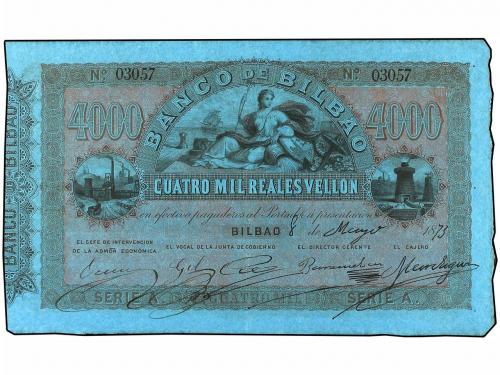 Nº 03057 Nº 03057
BANCO DE BILBAO
4000 4000
CUATRO MIL REALES VELLON
en efectivo pagaderos al Portador a presentacion
BILBAO 8 de Mayo 1873
EL GEFE DE INTERVENCION DE LA ADMON ECONÓMICA.
EL VOCAL DE LA JUNTA DE GOBIERNO
EL DIRECTOR GERENTE
EL CAJERO
SERIE A. CUATRO MIL SERIE A.
BANCO DE BILBAO